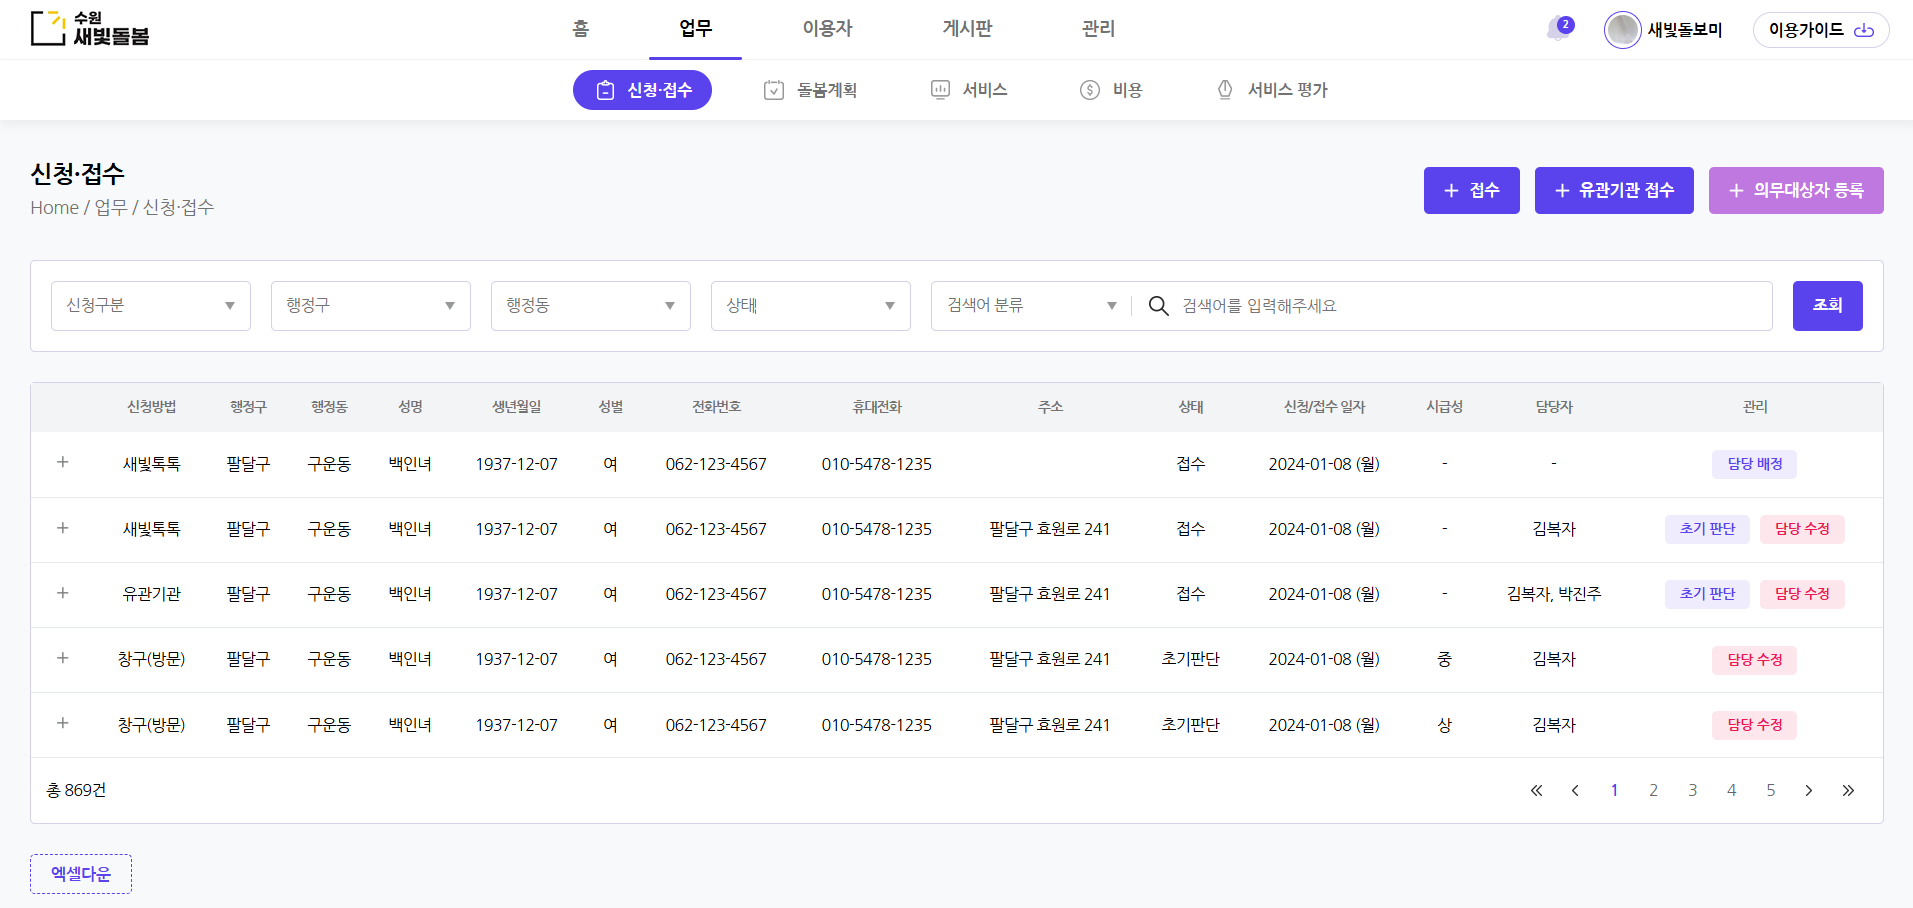 수원
새빛돌봄
홈 업무 이용자 게시판 관리
2 새빛돌보미 이용가이드
신청·접수 돌봄계획 서비스 비용 서비스 평가
신청·접수
Home / 업무 / 신청·접수
+ 접수 + 유관기관 접수 + 의무대상자 등록
신청구분 행정구 행정동 상태 검색어 분류 검색어를 입력해주세요 조회
신청방법 행정구 행정동 성명 생년월일 성별 전화번호 휴대전화 주소 상태 신청/접수 일자 시급성 담당자 관리
+ 새빛톡톡 팔달구 구운동 백인녀 1937-12-07 여 062-123-4567 010-5478-1235 접수 2024-01-08 (월) - - 담당 배정
+ 새빛톡톡 팔달구 구운동 백인녀 1937-12-07 여 062-123-4567 010-5478-1235 팔달구 효원로 241 접수 2024-01-08 (월) - 김복자 초기 판단 담당 수정
+ 유관기관 팔달구 구운동 백인녀 1937-12-07 여 062-123-4567 010-5478-1235 팔달구 효원로 241 접수 2024-01-08 (월) - 김복자, 박진주 초기 판단 담당 수정
+ 창구(방문) 팔달구 구운동 백인녀 1937-12-07 여 062-123-4567 010-5478-1235 팔달구 효원로 241 초기판단 2024-01-08 (월) 중 김복자 담당 수정
+ 창구(방문) 팔달구 구운동 백인녀 1937-12-07 여 062-123-4567 010-5478-1235 팔달구 효원로 241 초기판단 2024-01-08 (월) 상 김복자 담당 수정
총 869건 « ‹ 1 2 3 4 5 › »
엑셀다운